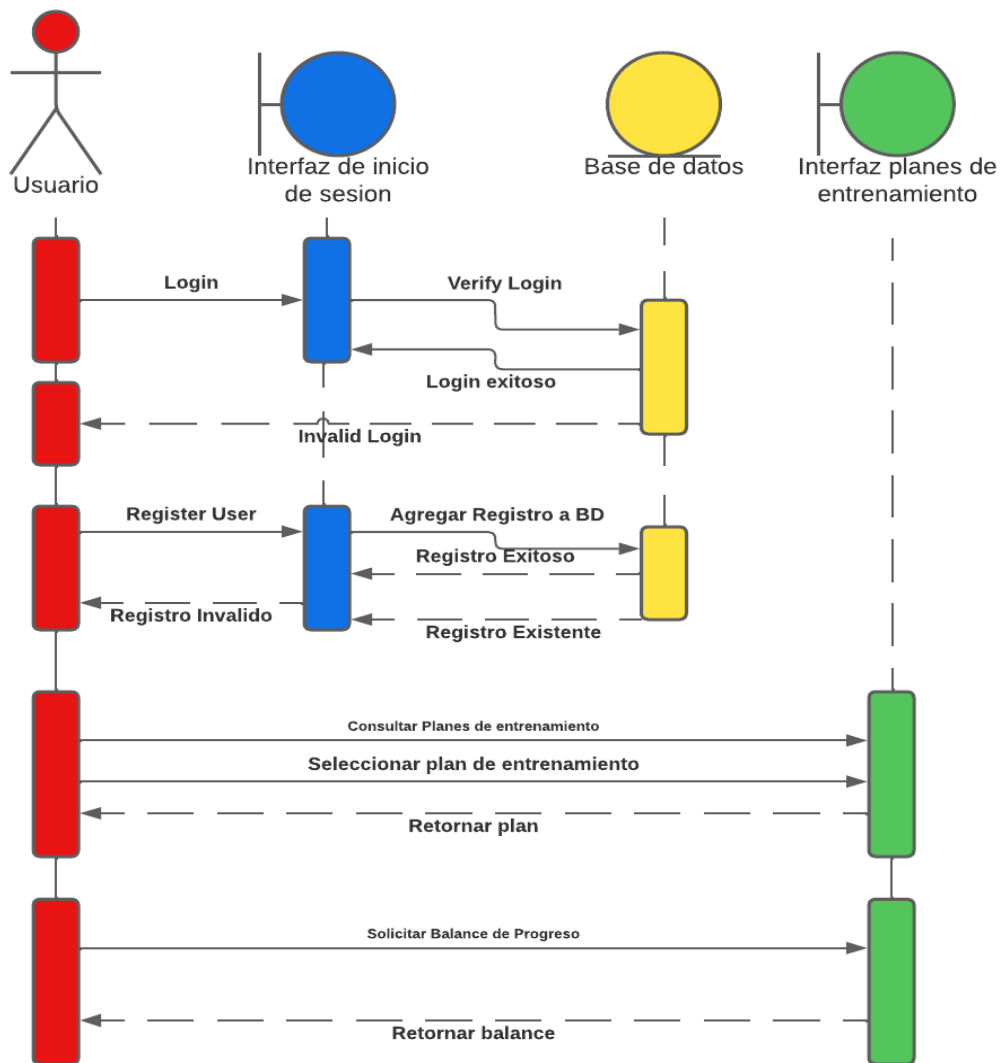 Usuario
Interfaz de inicio
de sesion
Base de datos
Interfaz planes de
entrenamiento
Login
Verify Login
Login exitoso
Invalid Login
Register User
Agregar Registro a BD
Registro Exitoso
Registro Invalido
Registro Existente
Consultar Planes de entrenamiento
Seleccionar plan de entrenamiento
Retornar plan
Solicitar Balance de Progreso
Retornar balance